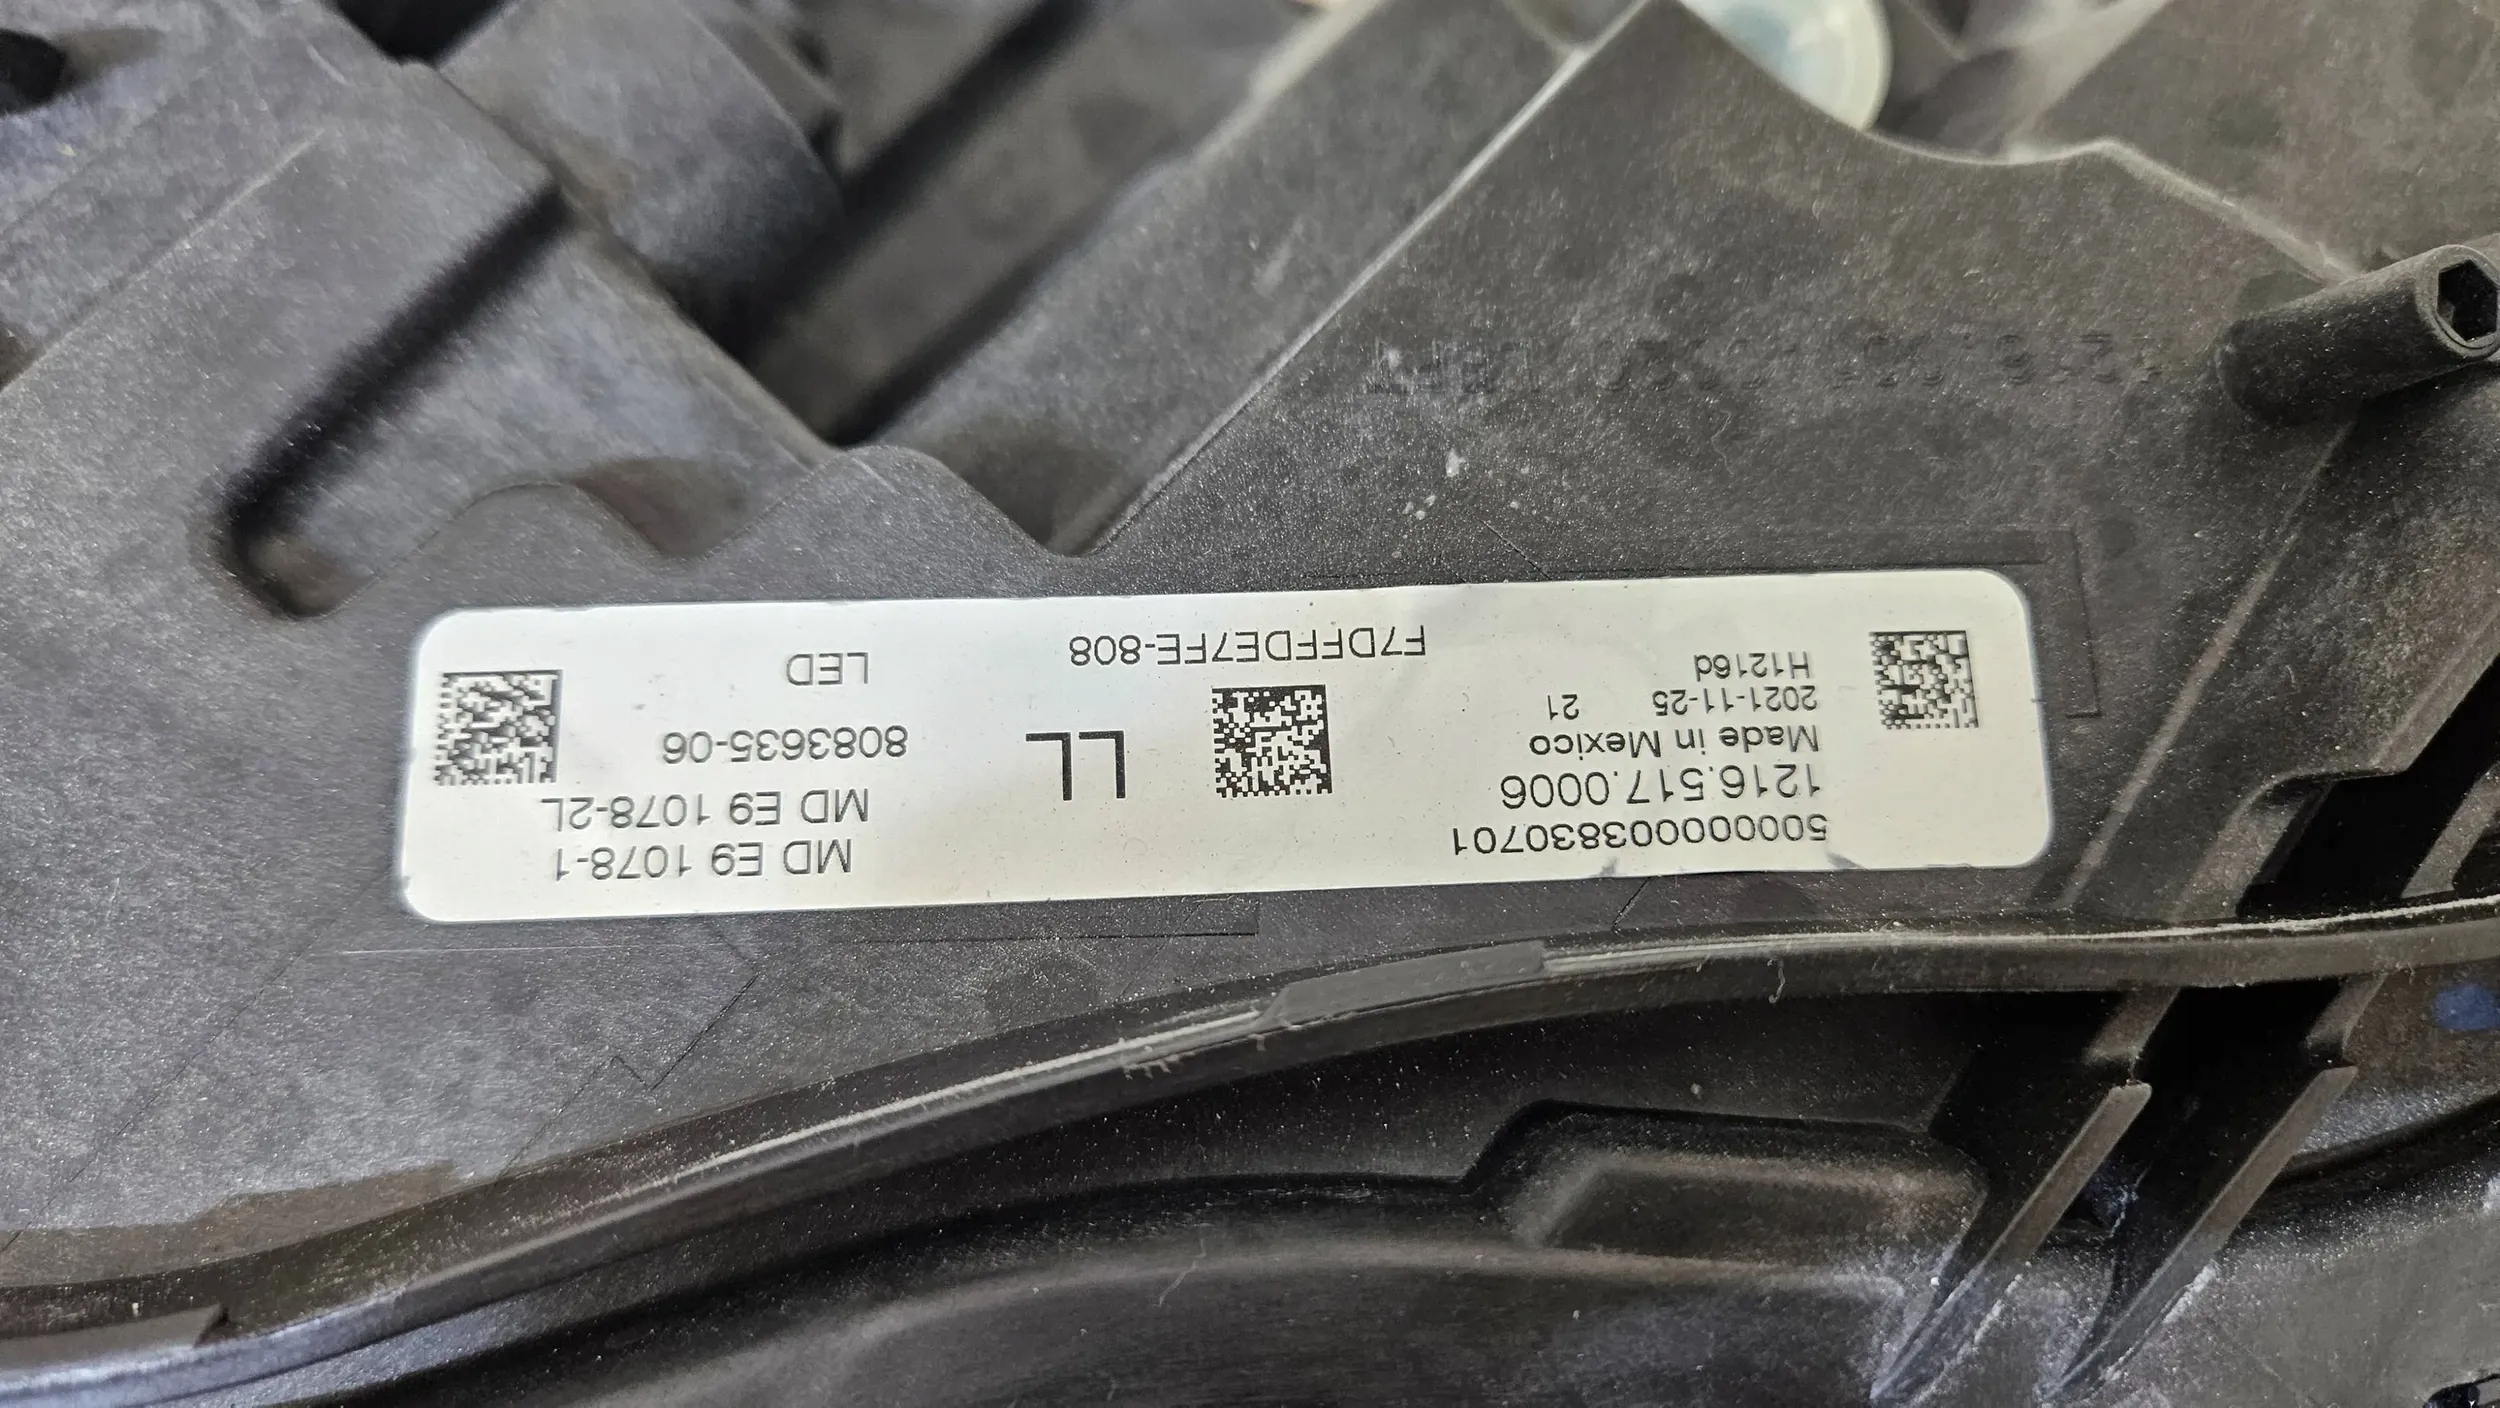 50000003830701
1216.517.0006
Made in Mexico
2021-11-25 21
H1216d
LL
F7DFFDE7FE-808
MD E9 1078-1
MD E9 1078-2L
8083635-06
LED